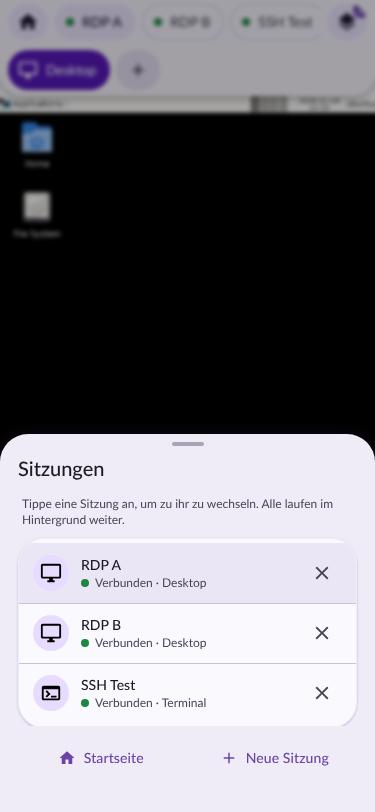 RDP A
RDP B
SSH Test
Desktop
Applications
Home
File System
Sitzungen
Tippe eine Sitzung an, um zu ihr zu wechseln. Alle laufen im
Hintergrund weiter.
RDP A
Verbunden · Desktop
RDP B
Verbunden · Desktop
SSH Test
Verbunden · Terminal
Startseite
Neue Sitzung